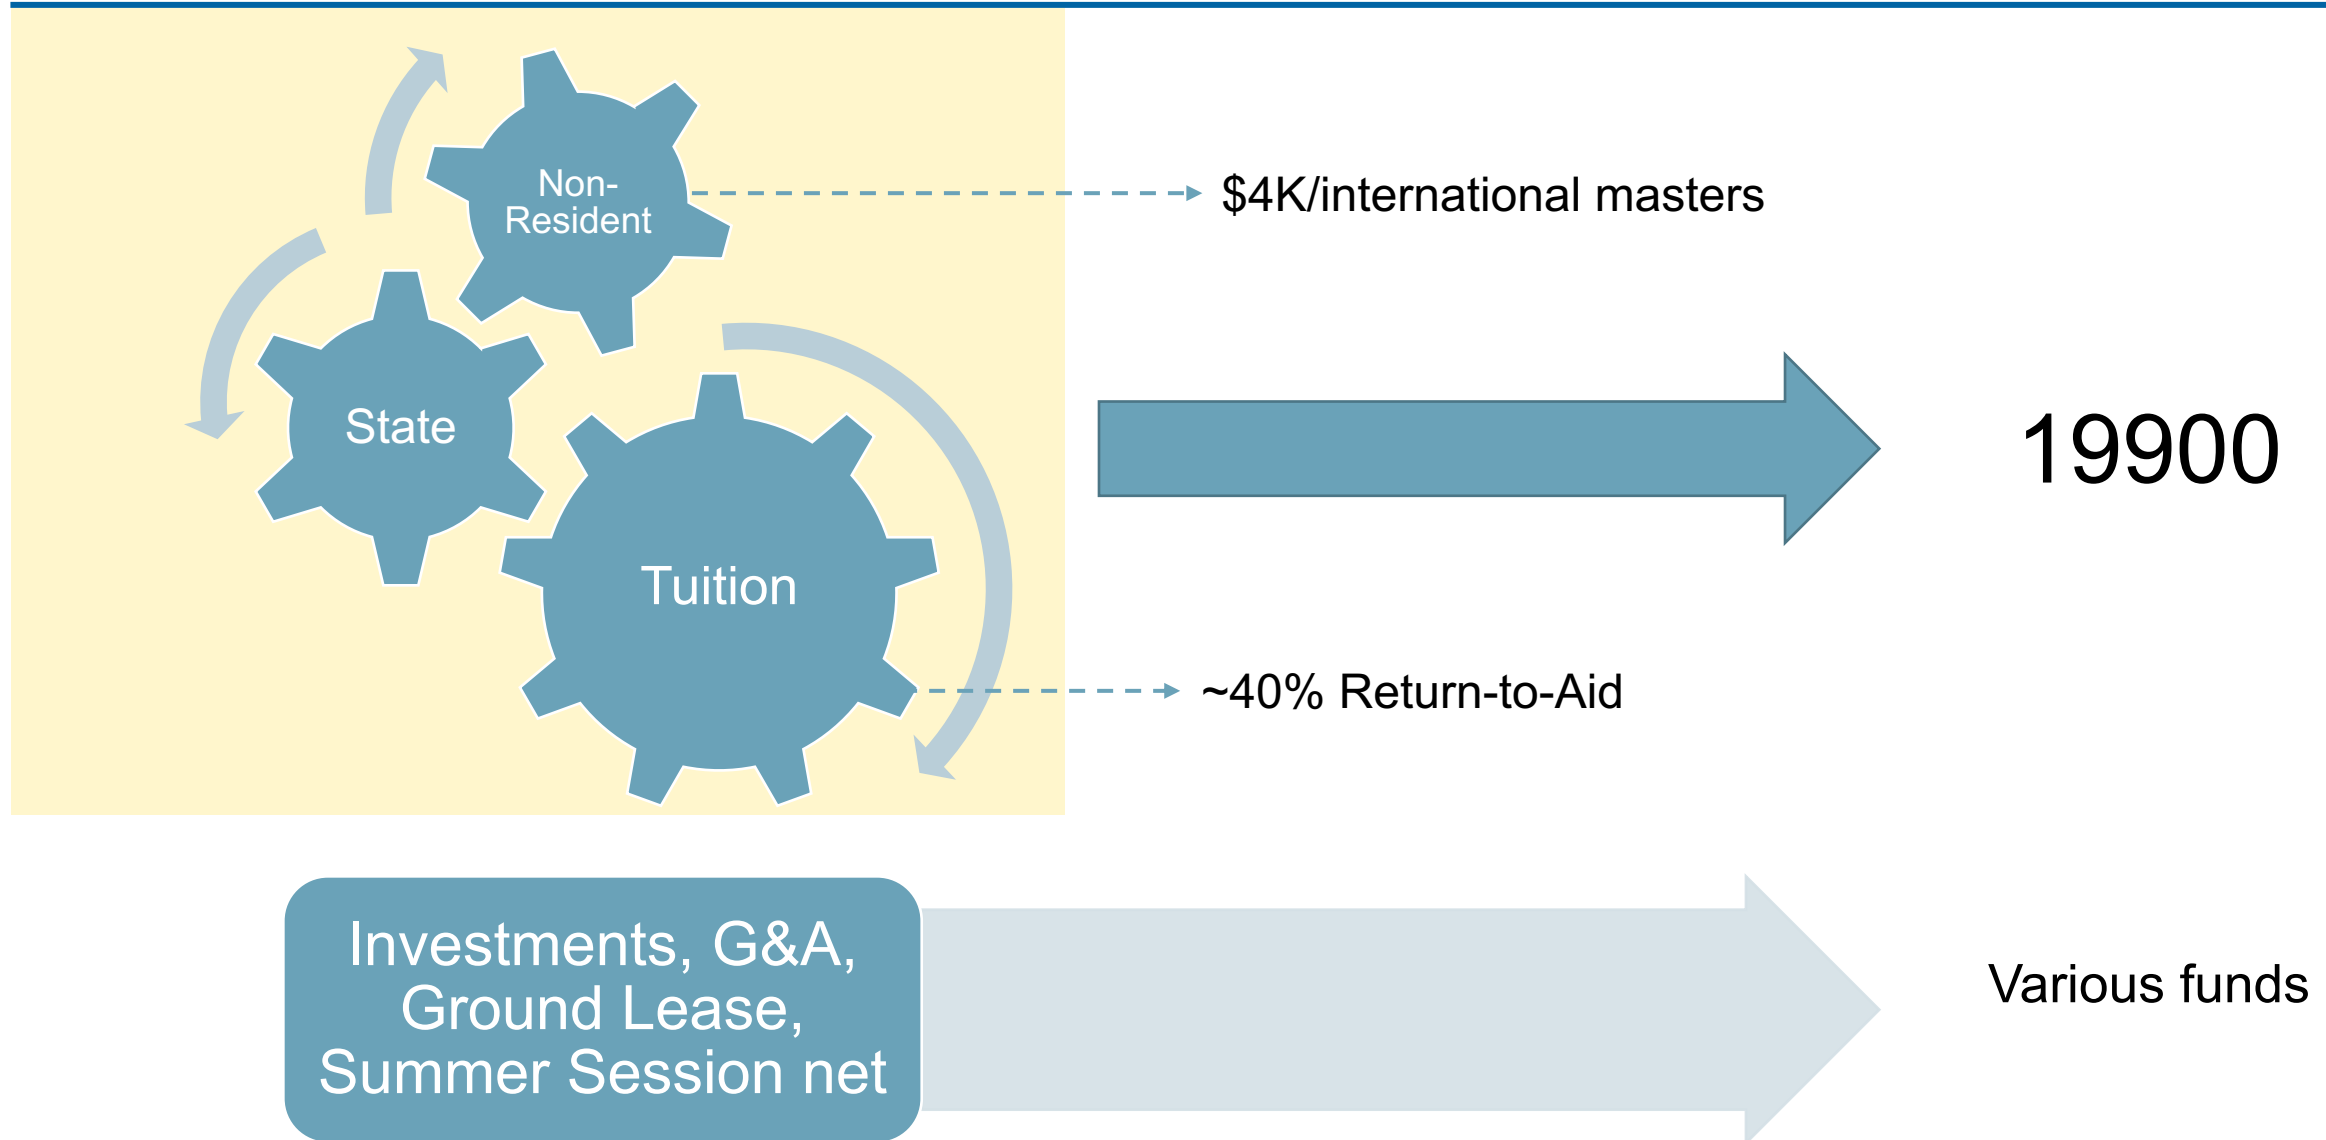 Non-
Resident
$4K/international masters
State
19900
Tuition
~40% Return-to-Aid
Investments, G&A,
Ground Lease,
Summer Session net
Various funds